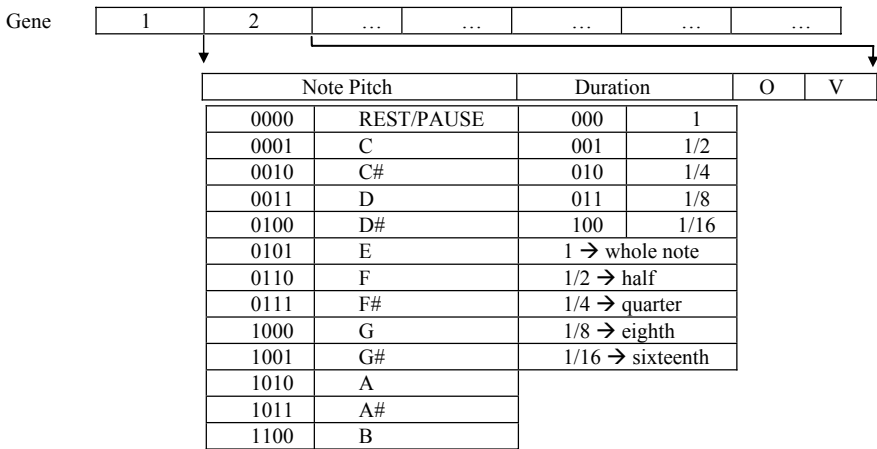 Gene 1 2 … … … … …
Note Pitch Duration O V
0000 REST/PAUSE 000 1
0001 C 001 1/2
0010 C# 010 1/4
0011 D 011 1/8
0100 D# 100 1/16
0101 E 1 → whole note
0110 F 1/2 → half
0111 F# 1/4 → quarter
1000 G 1/8 → eighth
1001 G# 1/16 → sixteenth
1010 A
1011 A#
1100 B